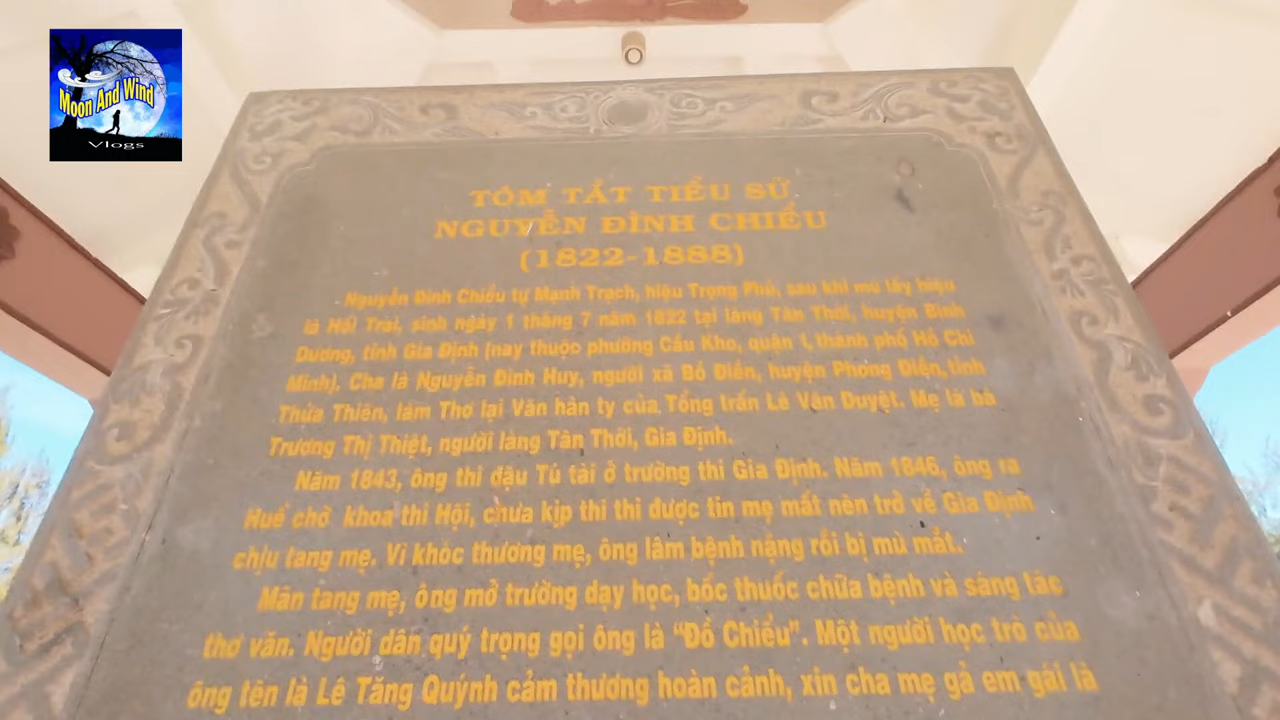 Moon And Wind
Vlogs
TÓM TẮT TIỂU SỬ
NGUYỄN ĐÌNH CHIỂU
(1822-1888)
Nguyễn Đình Chiểu tự Mạnh Trạch, hiệu Trọng Phủ, sau khi mù lấy hiệu
là Hối Trai, sinh ngày 1 tháng 7 năm 1822 tại làng Tân Thới, huyện Bình
Dương, tỉnh Gia Định (nay thuộc phường Cầu Kho, quận 1, thành phố Hồ Chí
Minh). Cha là Nguyễn Đình Huy, người xã Bồ Điền, huyện Phong Điền, tỉnh
Thừa Thiên, làm Thơ lại Văn hàn ty của Tổng trấn Lê Văn Duyệt. Mẹ là bà
Trương Thị Thiệt, người làng Tân Thới, Gia Định.
Năm 1843, ông thi đậu Tú tài ở trường thi Gia Định. Năm 1846, ông ra
Huế chờ khoa thi Hội, chưa kịp thi thì được tin mẹ mất nên trở về Gia Định
chịu tang mẹ. Vì khóc thương mẹ, ông lâm bệnh nặng rồi bị mù mắt.
Mãn tang mẹ, ông mở trường dạy học, bốc thuốc chữa bệnh và sáng tác
thơ văn. Người dân quý trọng gọi ông là “Đồ Chiểu”. Một người học trò của
ông tên là Lê Tăng Quýnh cảm thương hoàn cảnh, xin cha mẹ gả em gái là